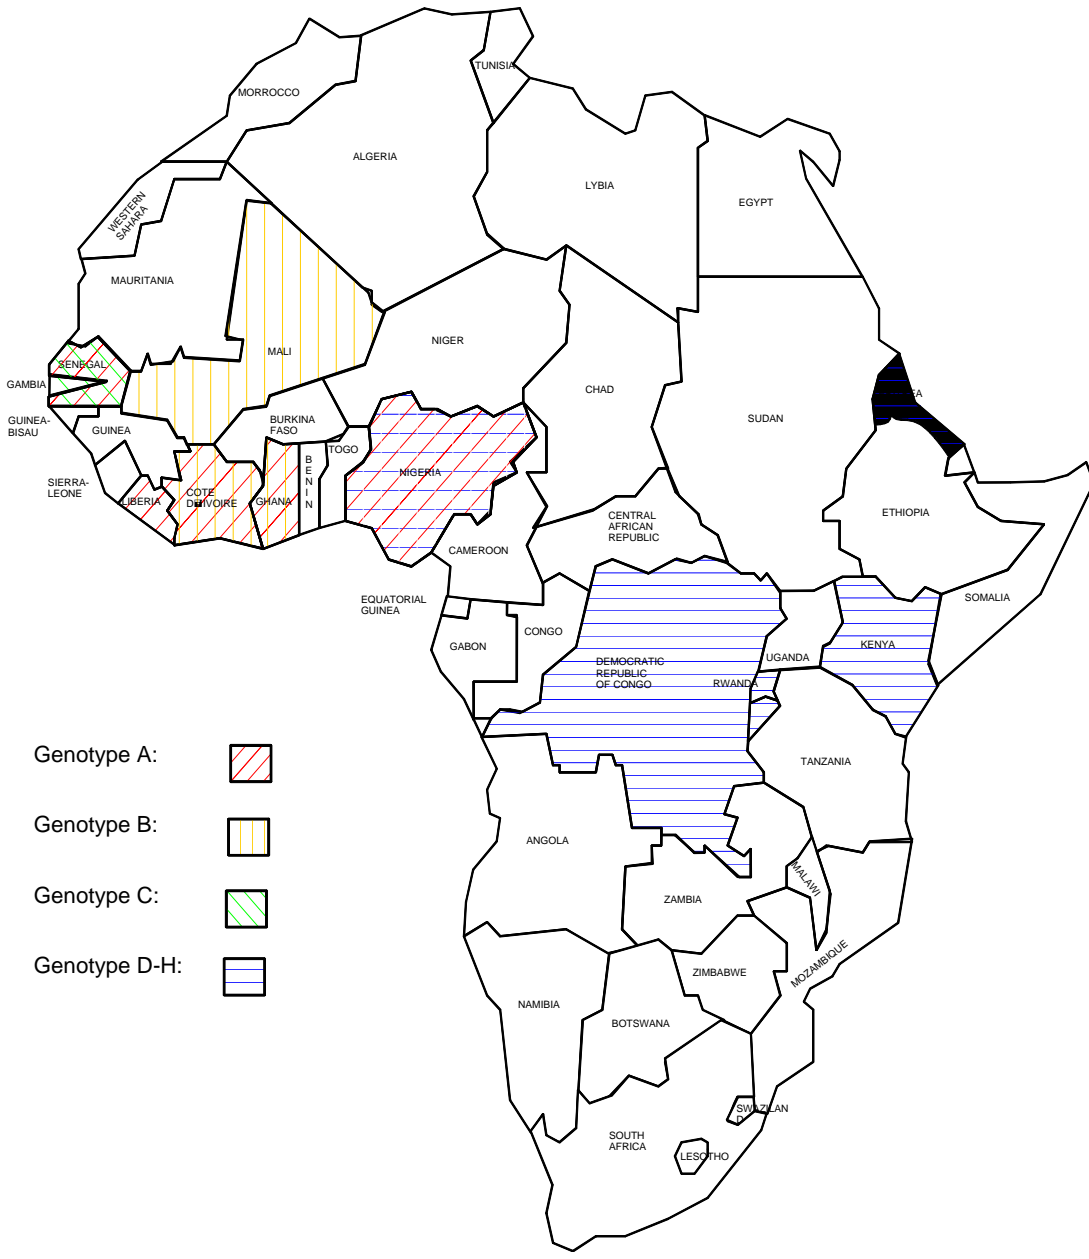 TUNISIA
MORROCCO
ALGERIA
LYBIA
EGYPT
WESTERN
SAHARA
MAURITANIA
NIGER
MALI
CHAD
SUDAN
SENEGAL
GAMBIA
GUINEA-
BISAU
GUINEA
BURKINA
FASO
TOGO
BENIN
NIGERIA
SIERRA-
LEONE
LIBERIA
COTE
D IVOIRE
GHANA
CENTRAL
AFRICAN
REPUBLIC
ETHIOPIA
CAMEROON
EQUATORIAL
GUINEA
SOMALIA
GABON
CONGO
UGANDA
KENYA
DEMOCRATIC
REPUBLIC
OF CONGO
RWANDA
TANZANIA
ANGOLA
ZAMBIA
MALAWI
MOZAMBIQUE
ZIMBABWE
NAMIBIA
BOTSWANA
SWAZILAN
D
SOUTH
AFRICA
LESOTHO
Genotype A:
Genotype B:
Genotype C:
Genotype D-H: